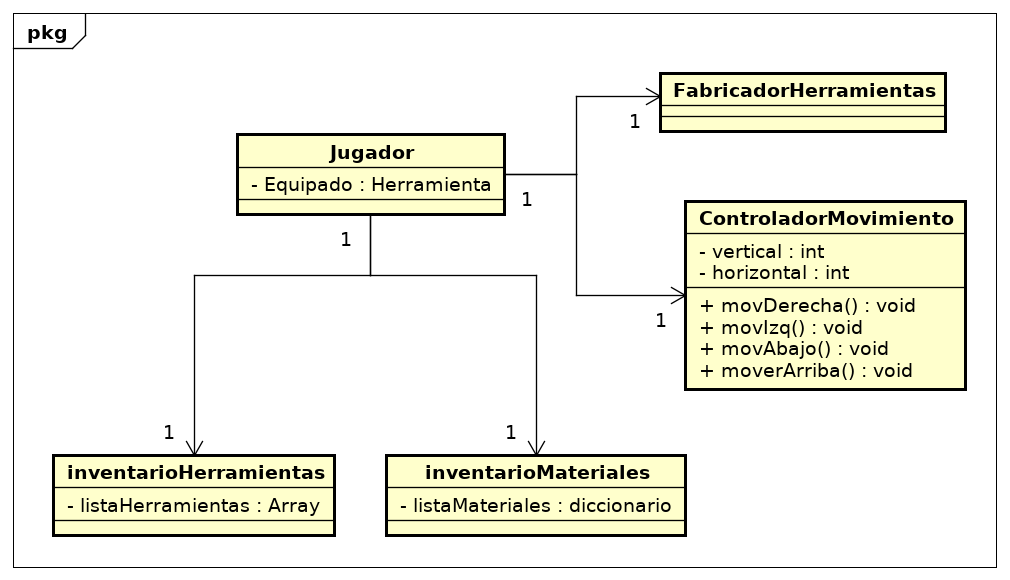 pkg
FabricadorHerramientas
1
Jugador
- Equipado : Herramienta
1
1
ControladorMovimiento
- vertical : int
- horizontal : int
+ movDerecha() : void
+ movIzq() : void
+ movAbajo() : void
+ moverArriba() : void
1
1
inventarioHerramientas
- listaHerramientas : Array
1
inventarioMateriales
- listaMateriales : diccionario